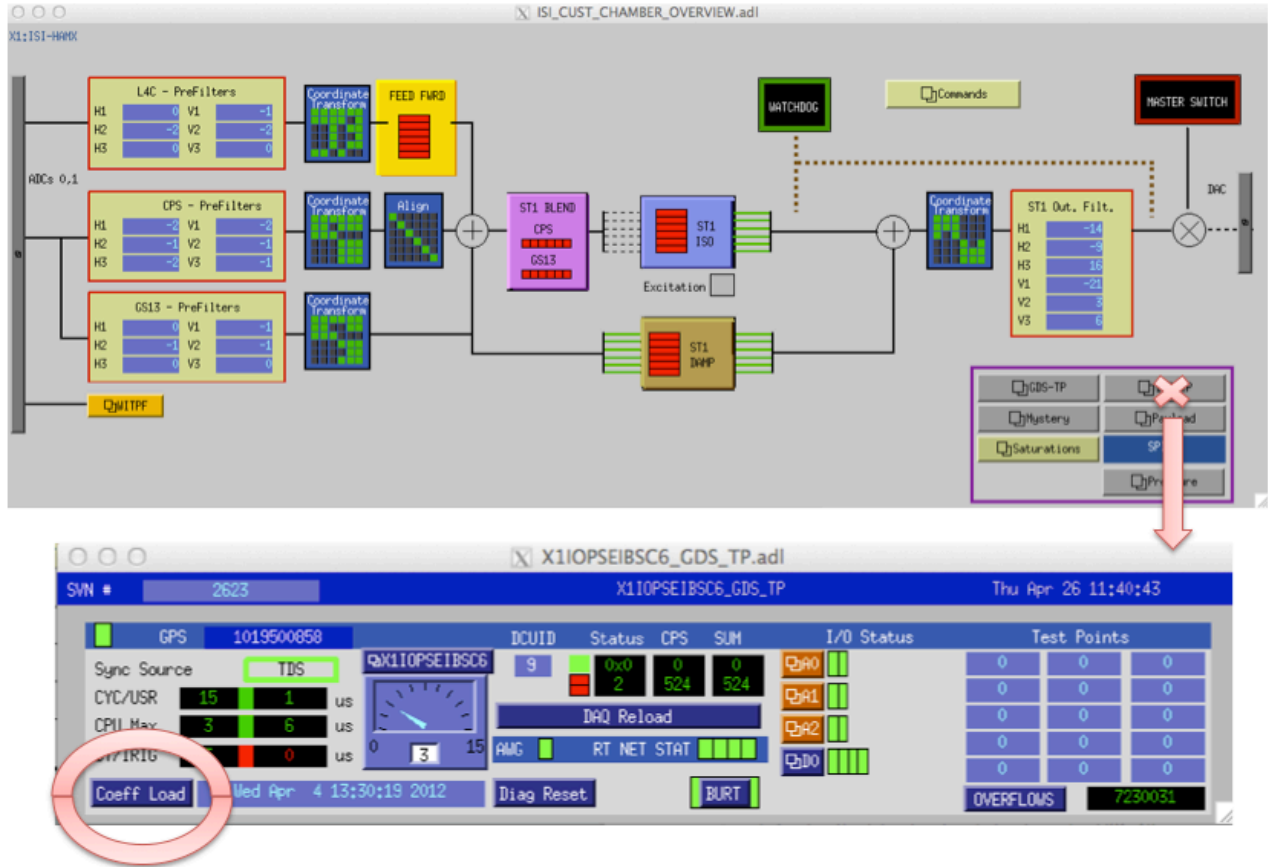 ISI_CUST_CHAMBER_OVERVIEW.adl
X1:ISI-HAMX
L4C - PreFilters
H1 0 V1 -1
H2 -2 V2 -2
H3 0 V3 0
Coordinate
Transform
FEED FWRD
WATCHDOG
Commands
MASTER SWITCH
ADCs 0,1
CPS - PreFilters
H1 -2 V1 -2
H2 -1 V2 -1
H3 -2 V3 -1
Coordinate
Transform
Align
ST1 BLEND
CPS
GS13
ST1
ISO
Excitation
Coordinate
Transform
ST1 Out. Filt.
H1 -14
H2 -9
H3 16
V1 -21
V2 3
V3 6
DAC
GS13 - PreFilters
H1 0 V1 -1
H2 -1 V2 -1
H3 0 V3 0
Coordinate
Transform
ST1
DAMP
WITPF
GDS-TP
Mystery
Saturations
X1IOPSEIBSC6_GDS_TP.adl
SVN # 2623 X1IOPSEIBSC6_GDS_TP Thu Apr 26 11:40:43
GPS 1019500858 DCUID Status CPS SUM I/O Status Test Points
Sync Source TDS X1IOPSEIBSC6 9 0x0 0 0 A0 0 0 0
2 524 524
CYC/USR 15 1 us A1 0 0 0
CPU Max 3 6 us DAQ Reload A2 0 0 0
0 us 0 3 15 AWG RT NET STAT D0 0 0 0
0 0 0
Coeff Load Wed Apr 4 13:30:19 2012 Diag Reset BURT OVERFLOWS 7230031